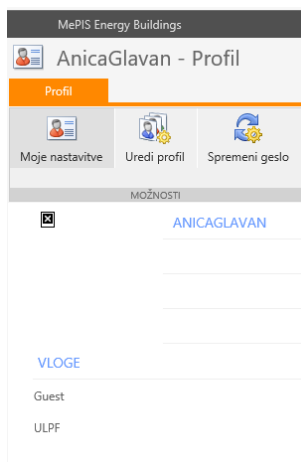 MePIS Energy Buildings
AnicaGlavan - Profil
Profil
Moje nastavitve
Uredi profil
Spremeni geslo
MOŽNOSTI
ANICAGLAVAN
VLOGE
Guest
ULPF